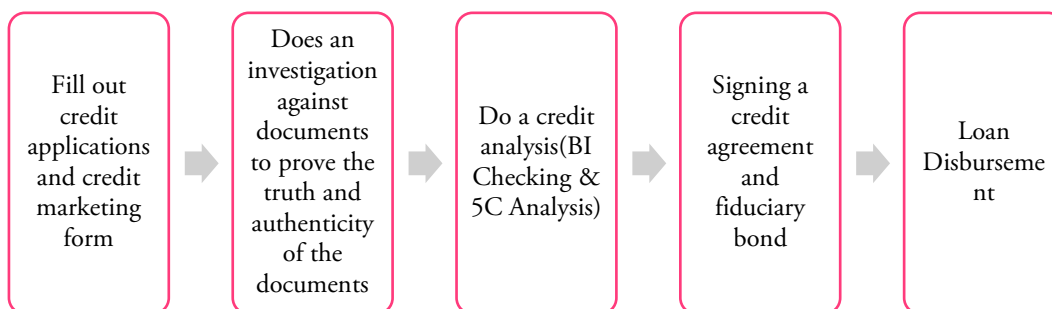 Fill out
credit
applications
and credit
marketing
form
Does an
investigation
against
documents
to prove the
truth and
authenticity
of the
documents
Do a credit
analysis(BI
Checking &
5C Analysis)
Signing a
credit
agreement
and
fiduciary
bond
Loan
Disburseme
nt